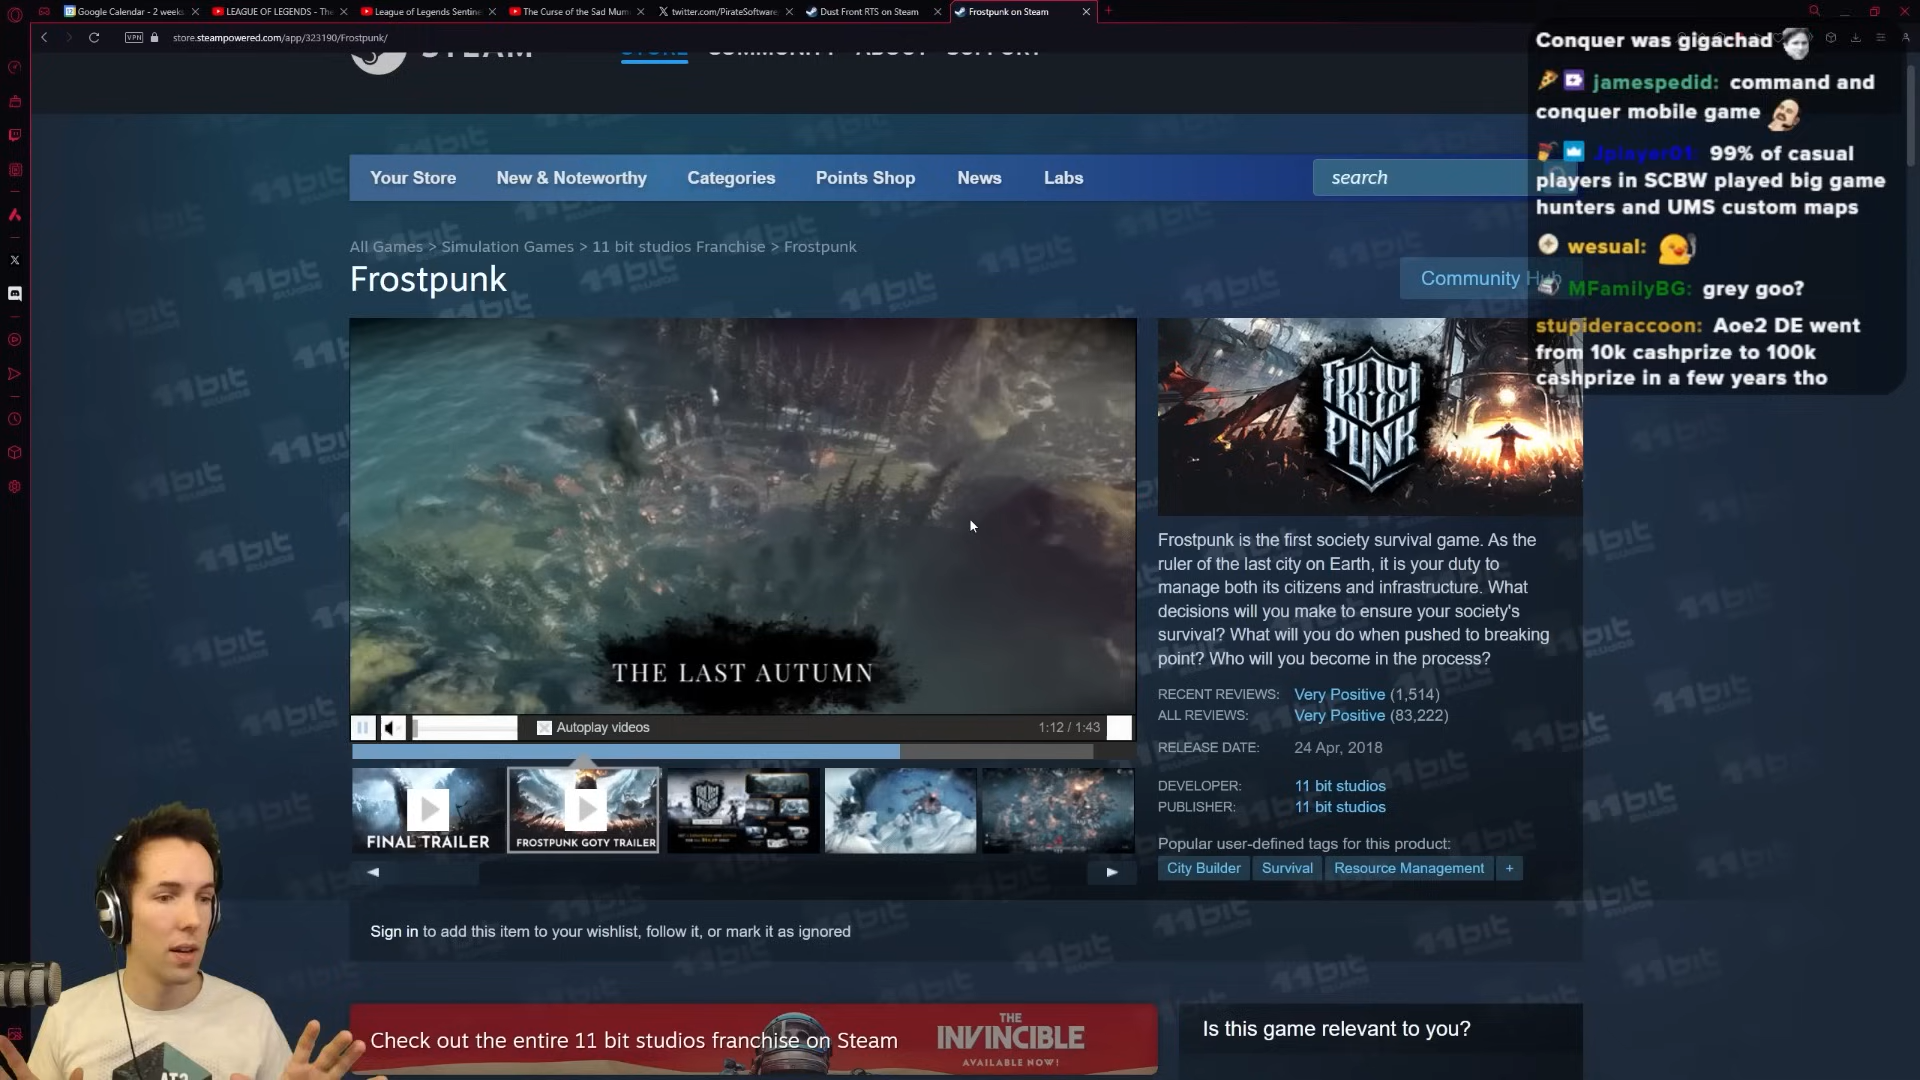 Google Calendar - 2 weeks
LEAGUE OF LEGENDS - The
League of Legends Sentine
The Curse of the Sad Mum
twitter.com/PirateSoftware
Dust Front RTS on Steam
Frostpunk on Steam
VPN
store.steampowered.com/app/323190/Frostpunk/
STEAM
STORE
COMMUNITY
ABOUT
SUPPORT
Conquer was gigachad
jamespedid: command and
conquer mobile game
Jplayer01: 99% of casual
players in SCBW played big game
hunters and UMS custom maps
wesual:
MFamilyBG: grey goo?
stupideraccoon: Aoe2 DE went
from 10k cashprize to 100k
cashprize in a few years tho
Your Store
New & Noteworthy
Categories
Points Shop
News
Labs
search
All Games > Simulation Games > 11 bit studios Franchise > Frostpunk
Frostpunk
Community Hub
THE LAST AUTUMN
Autoplay videos
1:12 / 1:43
FINAL TRAILER
FROSTPUNK GOTY TRAILER
FROST
PUNK
Frostpunk is the first society survival game. As the
ruler of the last city on Earth, it is your duty to
manage both its citizens and infrastructure. What
decisions will you make to ensure your society's
survival? What will you do when pushed to breaking
point? Who will you become in the process?
RECENT REVIEWS: Very Positive (1,514)
ALL REVIEWS: Very Positive (83,222)
RELEASE DATE: 24 Apr, 2018
DEVELOPER: 11 bit studios
PUBLISHER: 11 bit studios
Popular user-defined tags for this product:
City Builder
Survival
Resource Management
+
Sign in to add this item to your wishlist, follow it, or mark it as ignored
Check out the entire 11 bit studios franchise on Steam
THE
INVINCIBLE
AVAILABLE NOW!
Is this game relevant to you?